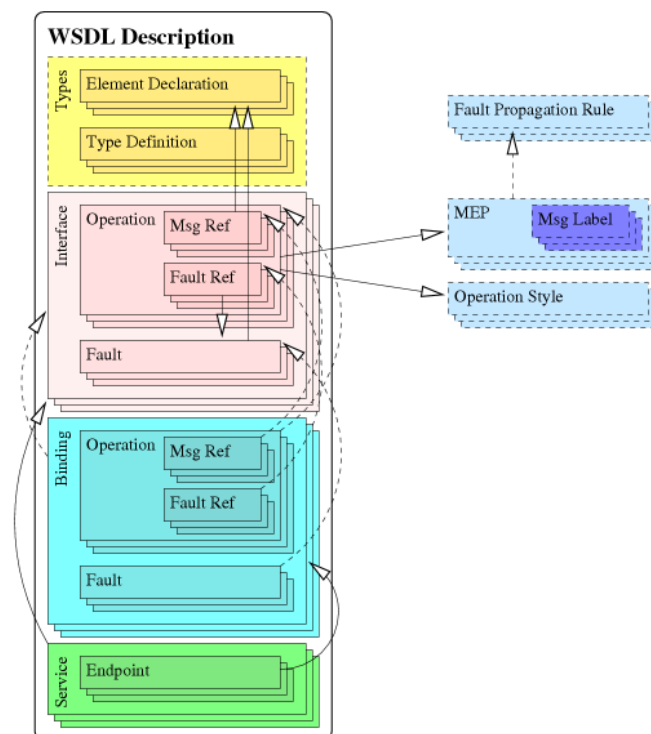 WSDL Description
Types
Element Declaration
Type Definition
Interface
Operation
Msg Ref
Fault Ref
Fault
Binding
Operation
Msg Ref
Fault Ref
Fault
Service
Endpoint
Fault Propagation Rule
MEP
Msg Label
Operation Style